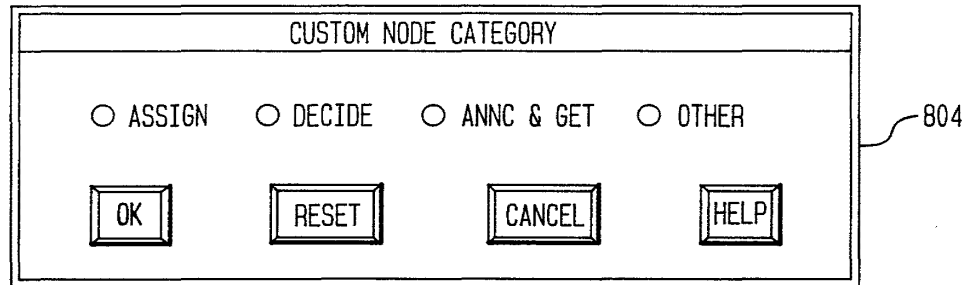 CUSTOM NODE CATEGORY
ASSIGN DECIDE ANNC & GET OTHER
804
OK RESET CANCEL HELP